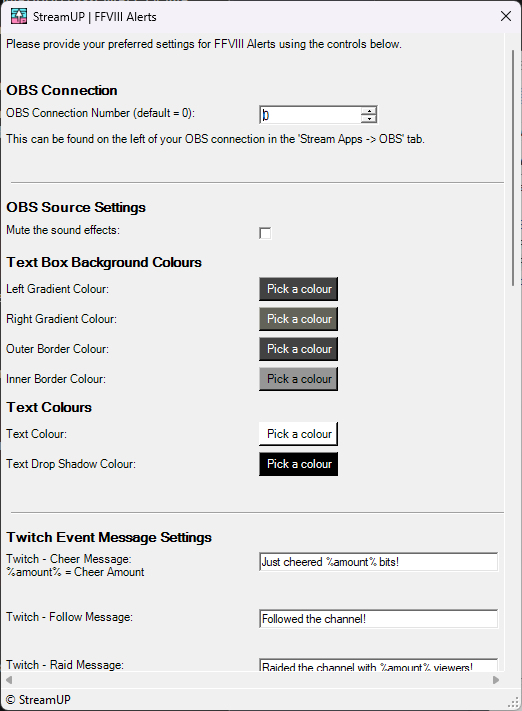 StreamUP | FFVIII Alerts
Please provide your preferred settings for FFVIII Alerts using the controls below.
OBS Connection
OBS Connection Number (default = 0):
0
This can be found on the left of your OBS connection in the 'Stream Apps -> OBS' tab.
OBS Source Settings
Mute the sound effects:
Text Box Background Colours
Left Gradient Colour:
Pick a colour
Right Gradient Colour:
Pick a colour
Outer Border Colour:
Pick a colour
Inner Border Colour:
Pick a colour
Text Colours
Text Colour:
Pick a colour
Text Drop Shadow Colour:
Pick a colour
Twitch Event Message Settings
Twitch - Cheer Message:
%amount% = Cheer Amount
Just cheered %amount% bits!
Twitch - Follow Message:
Followed the channel!
Twitch - Raid Message:
Raided the channel with %amount% viewers!
© StreamUP